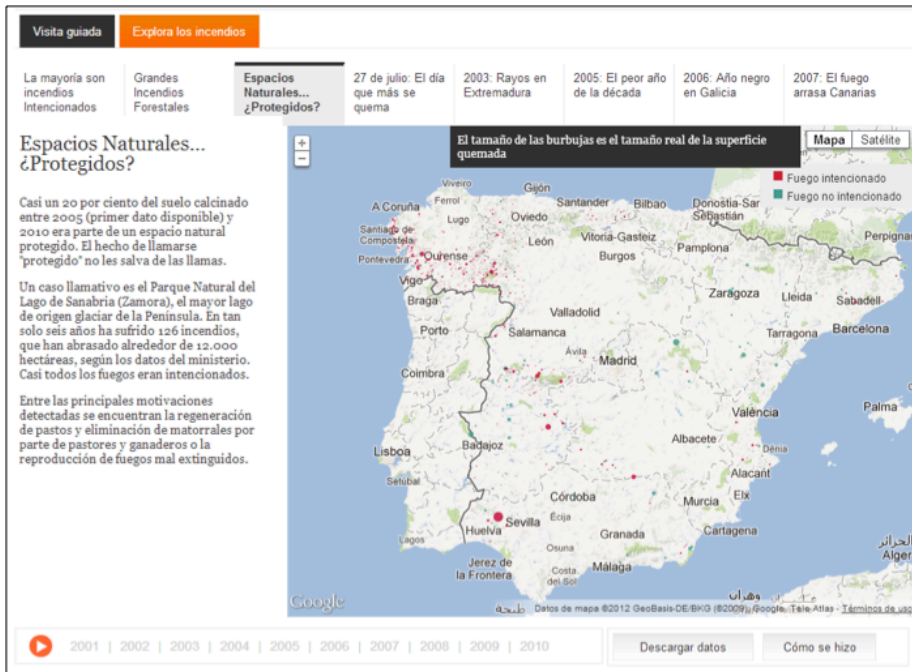 Visita guiada
Explora los incendios
La mayoría son
incendios
Intencionados
Grandes
Incendios
Forestales
Espacios
Naturales...
¿Protegidos?
27 de julio: El día
que más se
quema
2003: Rayos en
Extremadura
2005: El peor año
de la década
2006: Año negro
en Galicia
2007: El fuego
arrasa Canarias
Espacios Naturales...
¿Protegidos?
Casi un 20 por ciento del suelo calcinado
entre 2005 (primer dato disponible) y
2010 era parte de un espacio natural
protegido. El hecho de llamarse
"protegido" no les salva de las llamas.
Un caso llamativo es el Parque Natural del
Lago de Sanabria (Zamora), el mayor lago
de origen glaciar de la Península. En tan
solo seis años ha sufrido 126 incendios,
que han abrasado alrededor de 12.000
hectáreas, según los datos del ministerio.
Casi todos los fuegos eran intencionados.
Entre las principales motivaciones
detectadas se encuentran la regeneración
de pastos y eliminación de matorrales por
parte de pastores y ganaderos o la
reproducción de fuegos mal extinguidos.
+
−
El tamaño de las burbujas es el tamaño real de la superficie
quemada
Mapa
Satélite
Fuego intencionado
Fuego no intencionado
Viveiro
Gijón
Ferrol
A Coruña
Santander
Bilbao
Donostia-San
Sebastián
Lugo
Oviedo
Santiago de
Compostela
León
Vitoria-Gasteiz
Pamplona
Perpignan
Pontevedra
Ourense
Burgos
Vigo
Braga
Zaragoza
Lleida
Sabadell
Valladolid
Porto
Salamanca
Tarragona
Barcelona
Ávila
Madrid
Coimbra
València
Palma
Badajoz
Albacete
Lisboa
Dénia
Setúbal
Alacant
Córdoba
Murcia
Elx
Huelva
Sevilla
Écija
Cartagena
Lagos
Granada
Osuna
Jerez de
la Frontera
Costa
del Sol
Málaga
الجزائر
Alger
وهران
طنجة
Google
Datos de mapa ©2012 GeoBasis-DE/BKG (©2009), Google, Tele Atlas - Términos de uso
2001 | 2002 | 2003 | 2004 | 2005 | 2006 | 2007 | 2008 | 2009 | 2010
Descargar datos
Cómo se hizo